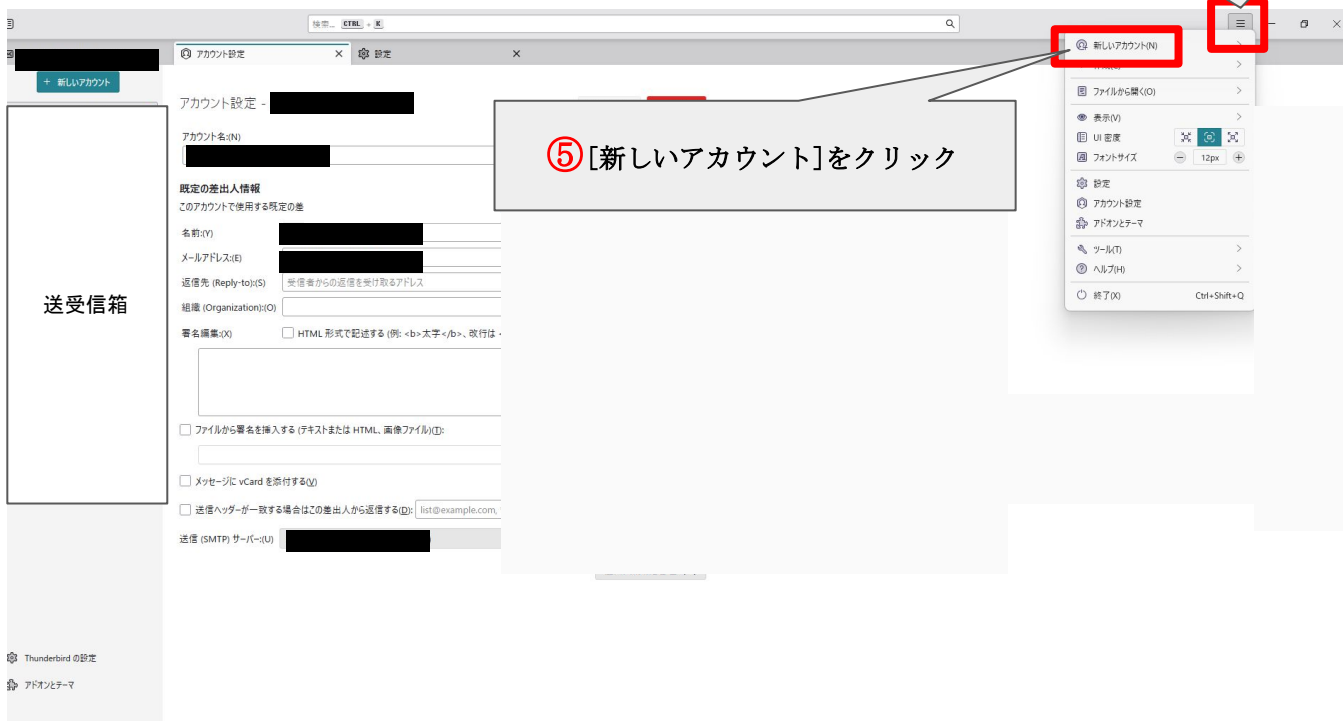 検索... CTRL + K
アカウント設定
設定
+ 新しいアカウント
アカウント設定 -
アカウント名:(N)
既定の差出人情報
このアカウントで使用する既定の差
名前:(Y)
メールアドレス:(E)
返信先 (Reply-to):(S) 受信者からの返信を受け取るアドレス
組織 (Organization):(O)
署名編集:(X) HTML 形式で記述する (例: <b>太字</b>、改行は <
ファイルから署名を挿入する (テキストまたは HTML、画像ファイル)(T):
メッセージに vCard を添付する(V)
送信ヘッダーが一致する場合はこの差出人から返信する(D): list@example.com,
送信 (SMTP) サーバー:(U)
送受信箱
Thunderbird の設定
アドオンとテーマ
⑤[新しいアカウント]をクリック
新しいアカウント(N)
ファイルから開く(O)
表示(V)
UI 密度
フォントサイズ 12px
設定
アカウント設定
アドオンとテーマ
ツール(T)
ヘルプ(H)
終了(X) Ctrl+Shift+Q